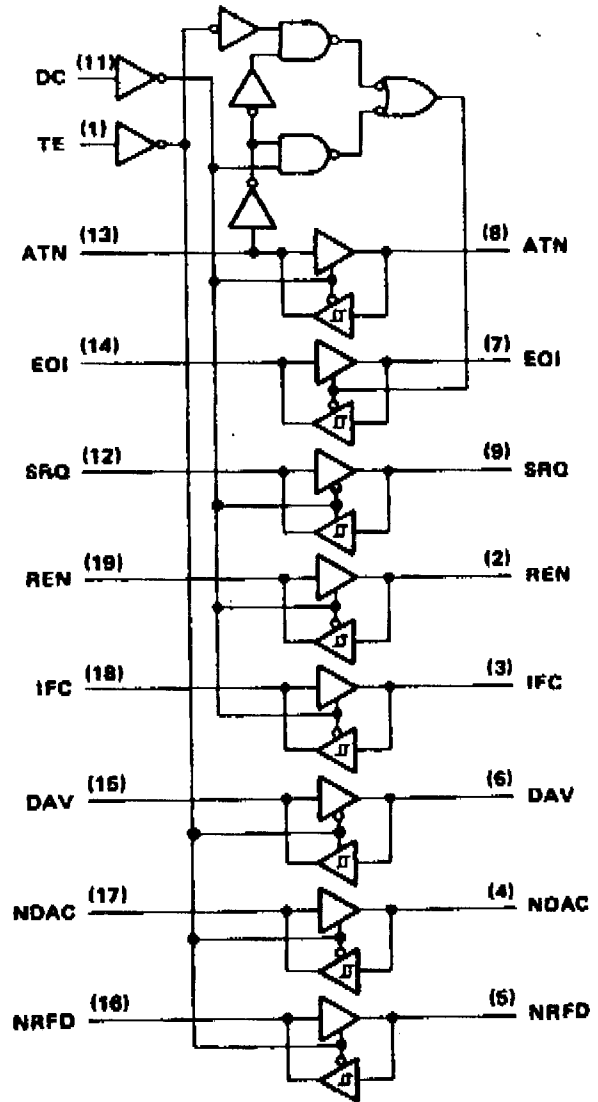 DC (11)
TE (1)
ATN (13) (8) ATN
EOI (14) (7) EOI
SRQ (12) (9) SRQ
REN (19) (2) REN
IFC (18) (3) IFC
DAV (15) (6) DAV
NDAC (17) (4) NDAC
NRFD (16) (5) NRFD